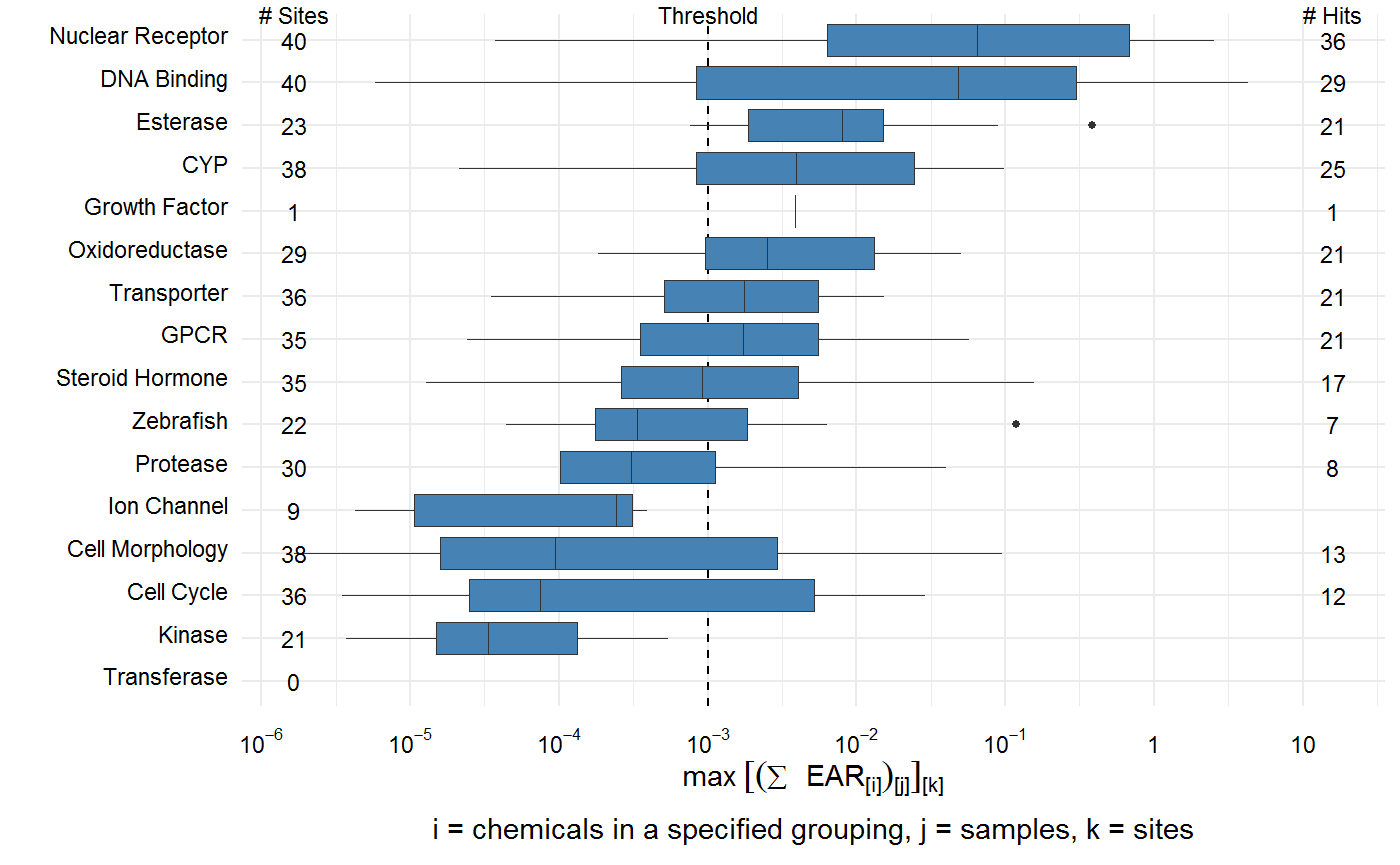 # Sites Threshold # Hits
Nuclear Receptor 40 36
DNA Binding 40 29
Esterase 23 21
CYP 38 25
Growth Factor 1 1
Oxidoreductase 29 21
Transporter 36 21
GPCR 35 21
Steroid Hormone 35 17
Zebrafish 22 7
Protease 30 8
Ion Channel 9
Cell Morphology 38 13
Cell Cycle 36 12
Kinase 21
Transferase 0
10⁻⁶ 10⁻⁵ 10⁻⁴ 10⁻³ 10⁻² 10⁻¹ 1 10
max [(∑ EAR[i])[j]][k]
i = chemicals in a specified grouping, j = samples, k = sites